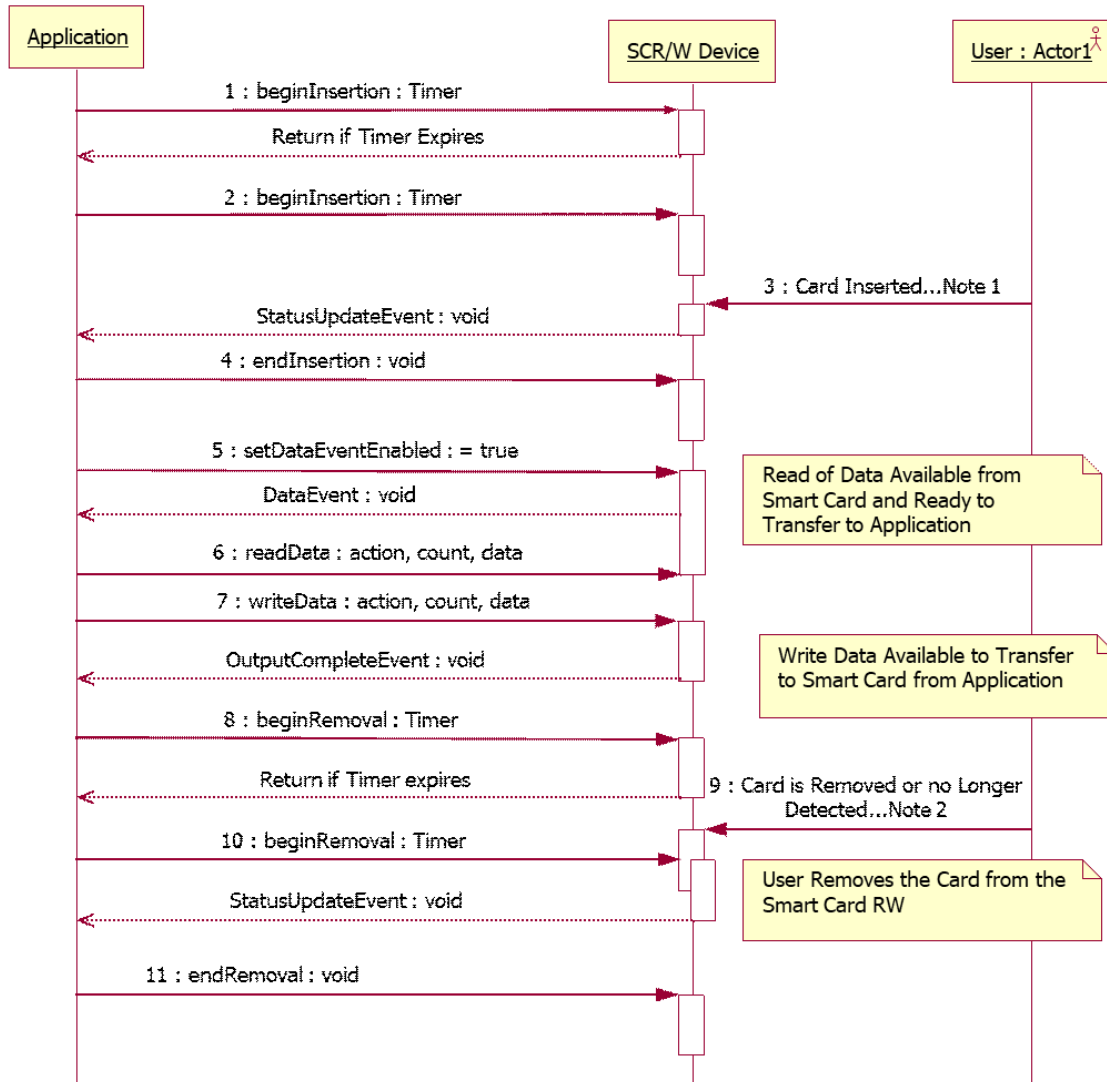 Application
SCR/W Device
User : Actor1
1 : beginInsertion : Timer
Return if Timer Expires
2 : beginInsertion : Timer
3 : Card Inserted...Note 1
StatusUpdateEvent : void
4 : endInsertion : void
5 : setDataEventEnabled : = true
Read of Data Available from
Smart Card and Ready to
Transfer to Application
DataEvent : void
6 : readData : action, count, data
7 : writeData : action, count, data
Write Data Available to Transfer
to Smart Card from Application
OutputCompleteEvent : void
8 : beginRemoval : Timer
Return if Timer expires
9 : Card is Removed or no Longer
Detected...Note 2
10 : beginRemoval : Timer
User Removes the Card from the
Smart Card RW
StatusUpdateEvent : void
11 : endRemoval : void